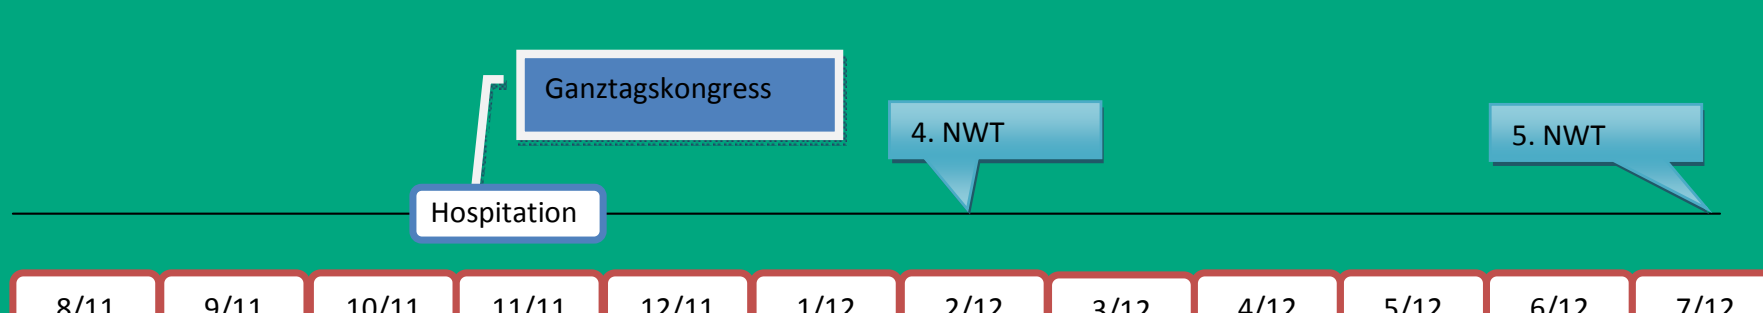 Ganztagskongress
4. NWT
5. NWT
Hospitation
8/11 9/11 10/11 11/11 12/11 1/12 2/12 3/12 4/12 5/12 6/12 7/12